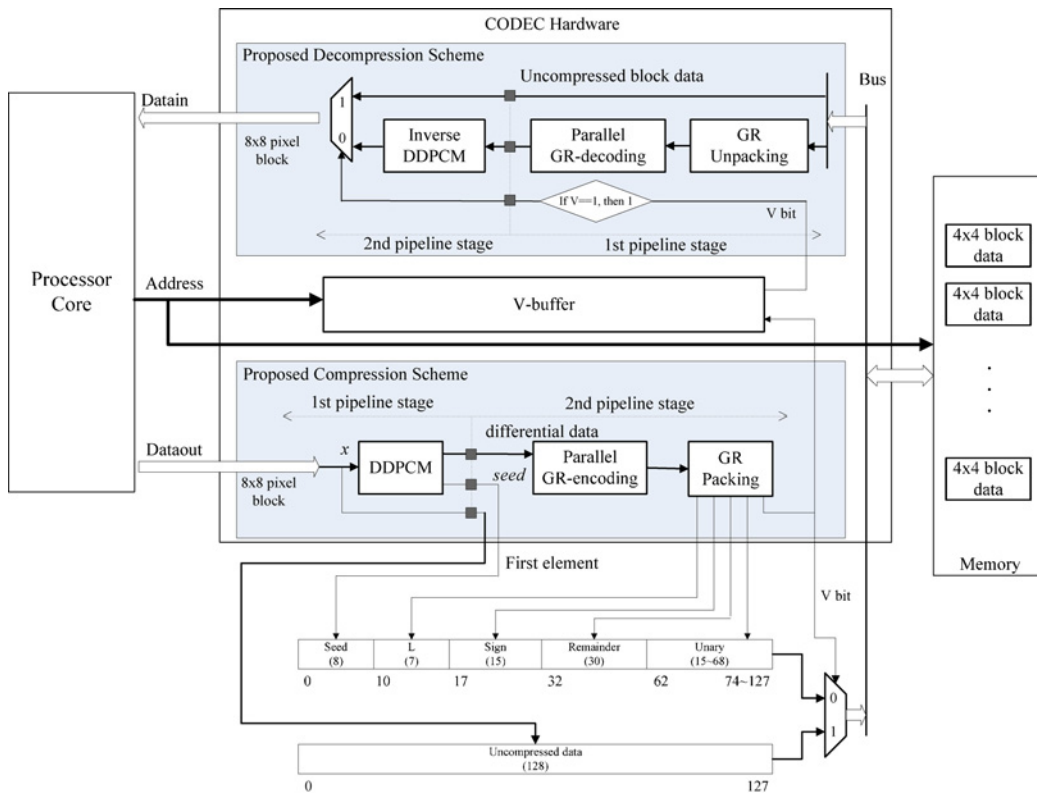 CODEC Hardware
Proposed Decompression Scheme
Uncompressed block data
Bus
Datain
1
0
8x8 pixel
block
Inverse
DDPCM
Parallel
GR-decoding
GR
Unpacking
If V==1, then 1
V bit
2nd pipeline stage
1st pipeline stage
Processor
Core
Address
V-buffer
4x4 block
data
4x4 block
data
.
.
.
4x4 block
data
Memory
Proposed Compression Scheme
1st pipeline stage
2nd pipeline stage
Dataout
x
differential data
DDPCM
seed
Parallel
GR-encoding
GR
Packing
8x8 pixel
block
First element
V bit
Seed
(8)
L
(7)
Sign
(15)
Remainder
(30)
Unary
(15~68)
0
10
17
32
62
74~127
0
1
Uncompressed data
(128)
0
127